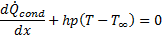 dQ̇_cond/dx + hp(T − T_∞) = 0